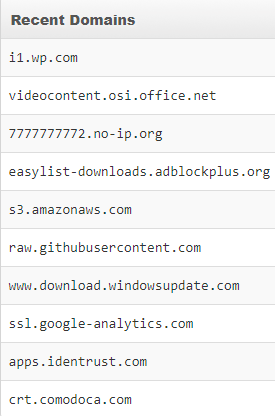 Recent Domains
i1.wp.com
videocontent.osi.office.net
7777777772.no-ip.org
easylist-downloads.adblockplus.org
s3.amazonaws.com
raw.githubusercontent.com
www.download.windowsupdate.com
ssl.google-analytics.com
apps.identrust.com
crt.comodoca.com